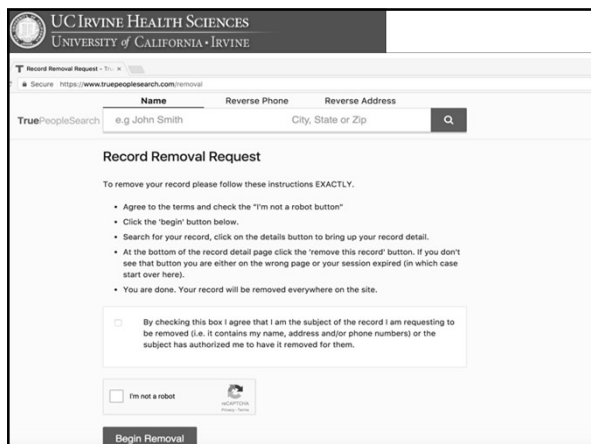 UC IRVINE HEALTH SCIENCES
UNIVERSITY of CALIFORNIA • IRVINE
Record Removal Request - Tru ×
Secure https://www.truepeoplesearch.com/removal
Name Reverse Phone Reverse Address
TruePeopleSearch e.g John Smith City, State or Zip
Record Removal Request
To remove your record please follow these instructions EXACTLY.
• Agree to the terms and check the "I'm not a robot button"
• Click the 'begin' button below.
• Search for your record, click on the details button to bring up your record detail.
• At the bottom of the record detail page click the 'remove this record' button. If you don't
see that button you are either on the wrong page or your session expired (in which case
start over here).
• You are done. Your record will be removed everywhere on the site.
By checking this box I agree that I am the subject of the record I am requesting to
be removed (i.e. it contains my name, address and/or phone numbers) or the
subject has authorized me to have it removed for them.
I'm not a robot
reCAPTCHA
Privacy - Terms
Begin Removal